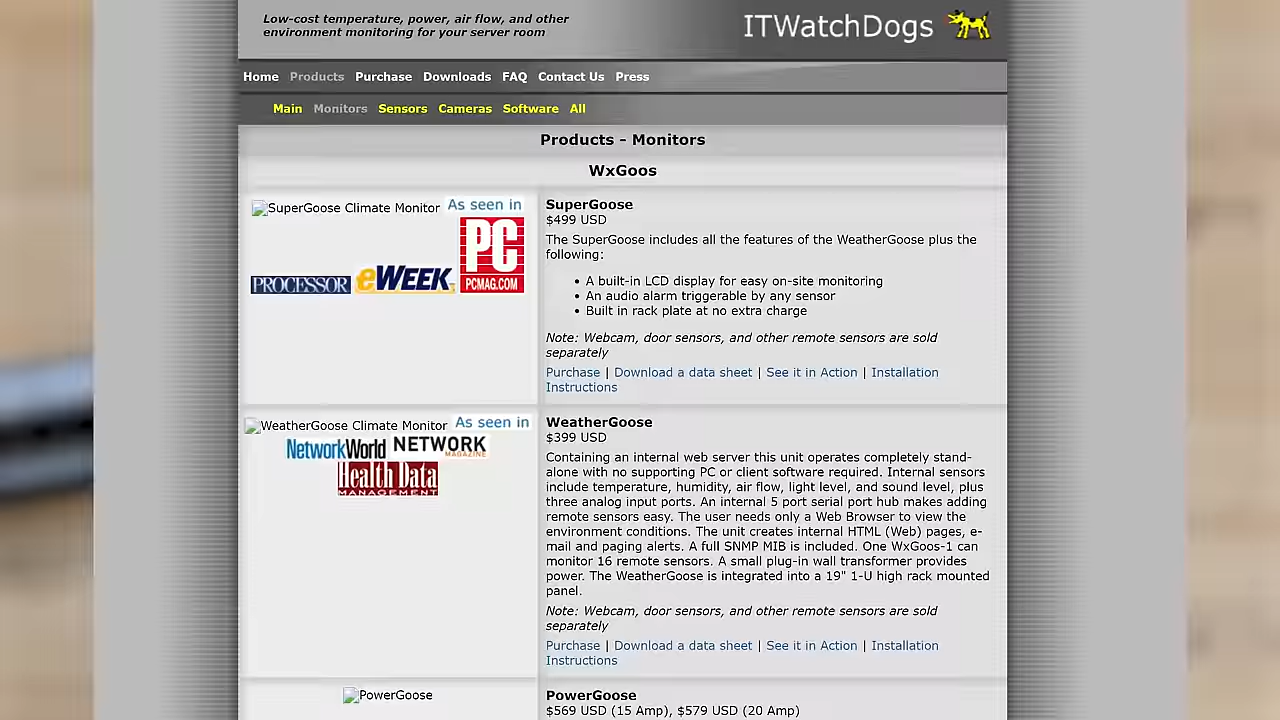 Low-cost temperature, power, air flow, and other
environment monitoring for your server room
ITWatchDogs
Home Products Purchase Downloads FAQ Contact Us Press
Main Monitors Sensors Cameras Software All
Products - Monitors
WxGoos
SuperGoose Climate Monitor As seen in
PC
PCMAG.COM
PROCESSOR eWEEK
SuperGoose
$499 USD
The SuperGoose includes all the features of the WeatherGoose plus the
following:
• A built-in LCD display for easy on-site monitoring
• An audio alarm triggerable by any sensor
• Built in rack plate at no extra charge
Note: Webcam, door sensors, and other remote sensors are sold
separately
Purchase | Download a data sheet | See it in Action | Installation
Instructions
WeatherGoose Climate Monitor As seen in
NetworkWorld NETWORK
MAGAZINE
Health Data
MANAGEMENT
WeatherGoose
$399 USD
Containing an internal web server this unit operates completely stand-
alone with no supporting PC or client software required. Internal sensors
include temperature, humidity, air flow, light level, and sound level, plus
three analog input ports. An internal 5 port serial port hub makes adding
remote sensors easy. The user needs only a Web Browser to view the
environment conditions. The unit creates internal HTML (Web) pages, e-
mail and paging alerts. A full SNMP MIB is included. One WxGoos-1 can
monitor 16 remote sensors. A small plug-in wall transformer provides
power. The WeatherGoose is integrated into a 19" 1-U high rack mounted
panel.
Note: Webcam, door sensors, and other remote sensors are sold
separately
Purchase | Download a data sheet | See it in Action | Installation
Instructions
PowerGoose
PowerGoose
$569 USD (15 Amp), $579 USD (20 Amp)